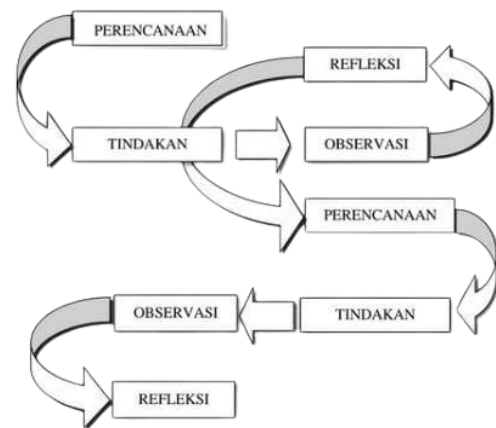 PERENCANAAN
TINDAKAN
OBSERVASI
REFLEKSI
PERENCANAAN
TINDAKAN
OBSERVASI
REFLEKSI